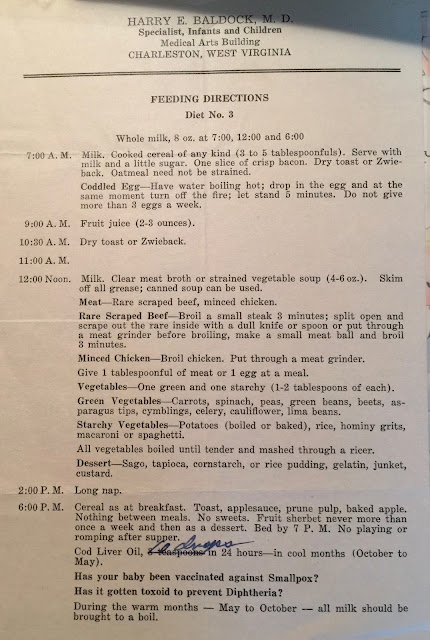 HARRY E. BALDOCK, M. D.
Specialist, Infants and Children
Medical Arts Building
CHARLESTON, WEST VIRGINIA
FEEDING DIRECTIONS
Diet No. 3
Whole milk, 8 oz. at 7:00, 12:00 and 6:00
7:00 A. M. Milk. Cooked cereal of any kind (3 to 5 tablespoonfuls). Serve with
milk and a little sugar. One slice of crisp bacon. Dry toast or Zwie-
back. Oatmeal need not be strained.
Coddled Egg—Have water boiling hot; drop in the egg and at the
same moment turn off the fire; let stand 5 minutes. Do not give
more than 3 eggs a week.
9:00 A. M. Fruit juice (2-3 ounces).
10:30 A. M. Dry toast or Zwieback.
11:00 A. M.
12:00 Noon. Milk. Clear meat broth or strained vegetable soup (4-6 oz.). Skim
off all grease; canned soup can be used.
Meat—Rare scraped beef, minced chicken.
Rare Scraped Beef—Broil a small steak 3 minutes; split open and
scrape out the rare inside with a dull knife or spoon or put through
a meat grinder before broiling, make a small meat ball and broil
3 minutes.
Minced Chicken—Broil chicken. Put through a meat grinder.
Give 1 tablespoonful of meat or 1 egg at a meal.
Vegetables—One green and one starchy (1-2 tablespoons of each).
Green Vegetables—Carrots, spinach, peas, green beans, beets, as-
paragus tips, cymblings, celery, cauliflower, lima beans.
Starchy Vegetables—Potatoes (boiled or baked), rice, hominy grits,
macaroni or spaghetti.
All vegetables boiled until tender and mashed through a ricer.
Dessert—Sago, tapioca, cornstarch, or rice pudding, gelatin, junket,
custard.
2:00 P. M. Long nap.
6:00 P. M. Cereal as at breakfast. Toast, applesauce, prune pulp, baked apple.
Nothing between meals. No sweets. Fruit sherbet never more than
once a week and then as a dessert. Bed by 7 P. M. No playing or
romping after supper.
drops
Cod Liver Oil, teaspoons in 24 hours—in cool months (October to
May).
Has your baby been vaccinated against Smallpox?
Has it gotten toxoid to prevent Diphtheria?
During the warm months — May to October — all milk should be
brought to a boil.